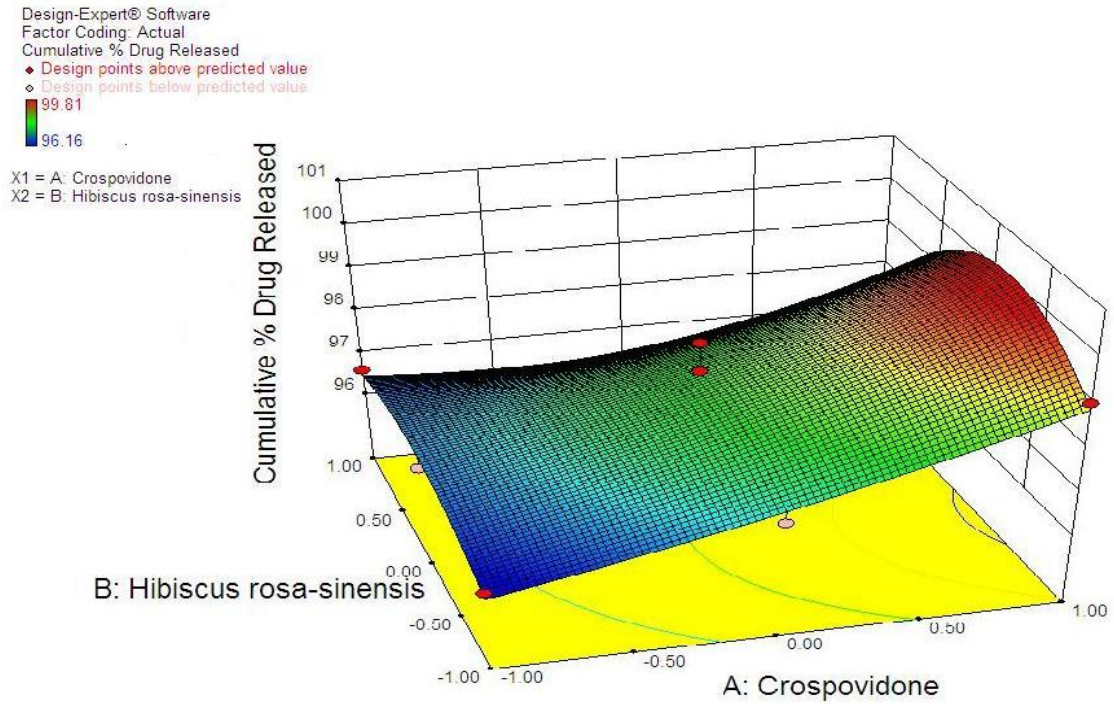 Design-Expert® Software
Factor Coding: Actual
Cumulative % Drug Released
Design points above predicted value
Design points below predicted value
99.81
96.16
X1 = A: Crospovidone
X2 = B: Hibiscus rosa-sinensis
Cumulative % Drug Released
101
100
99
98
97
96
1.00
0.50
0.00
-0.50
-1.00
B: Hibiscus rosa-sinensis
-1.00
-0.50
0.00
0.50
1.00
A: Crospovidone